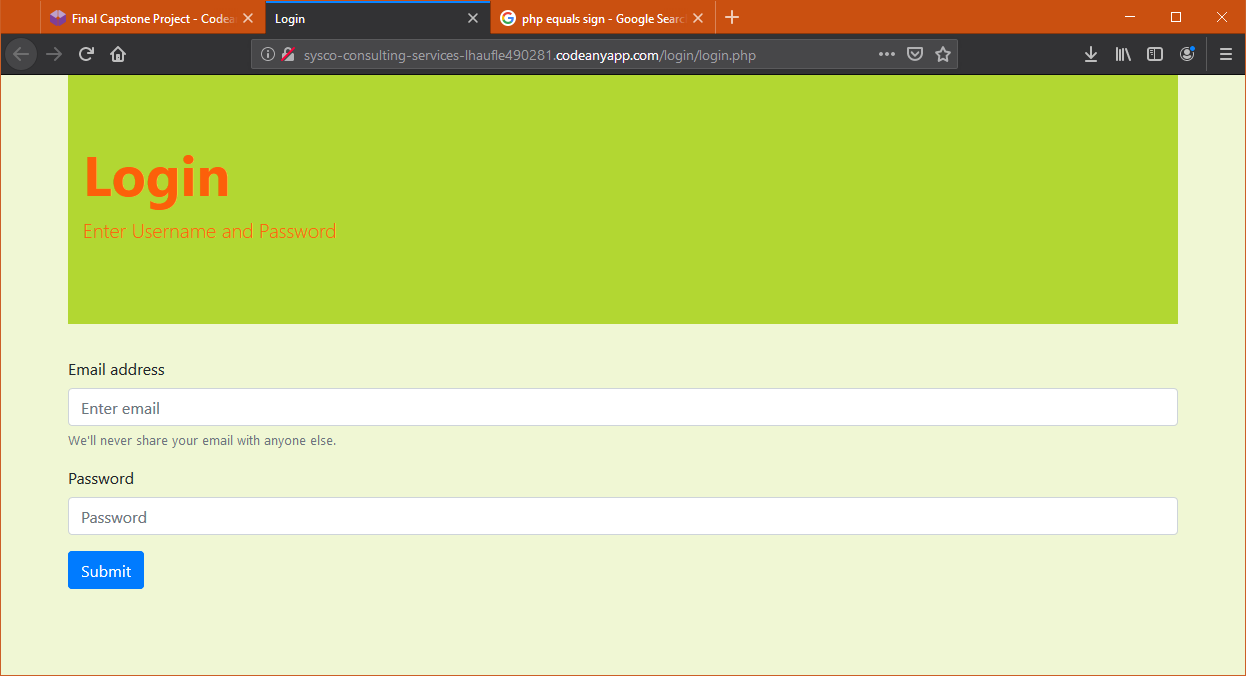 Final Capstone Project - Codea
Login
php equals sign - Google Searc
sysco-consulting-services-lhaufle490281.codeanyapp.com/login/login.php
Login
Enter Username and Password
Email address
Enter email
We'll never share your email with anyone else.
Password
Password
Submit